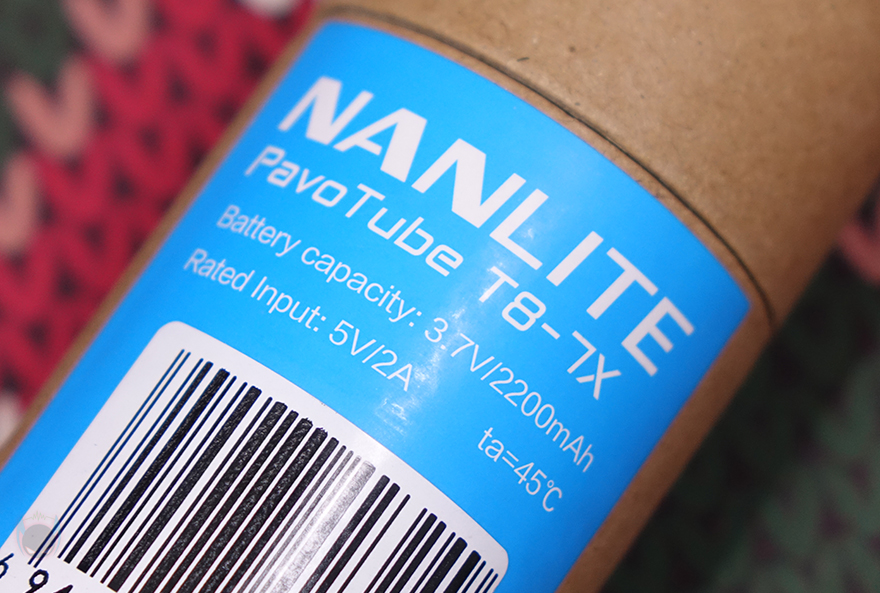 NANLITE
PavoTube T8-7X
Battery capacity: 3.7V/2200mAh
Rated Input: 5V/2A
ta=45℃